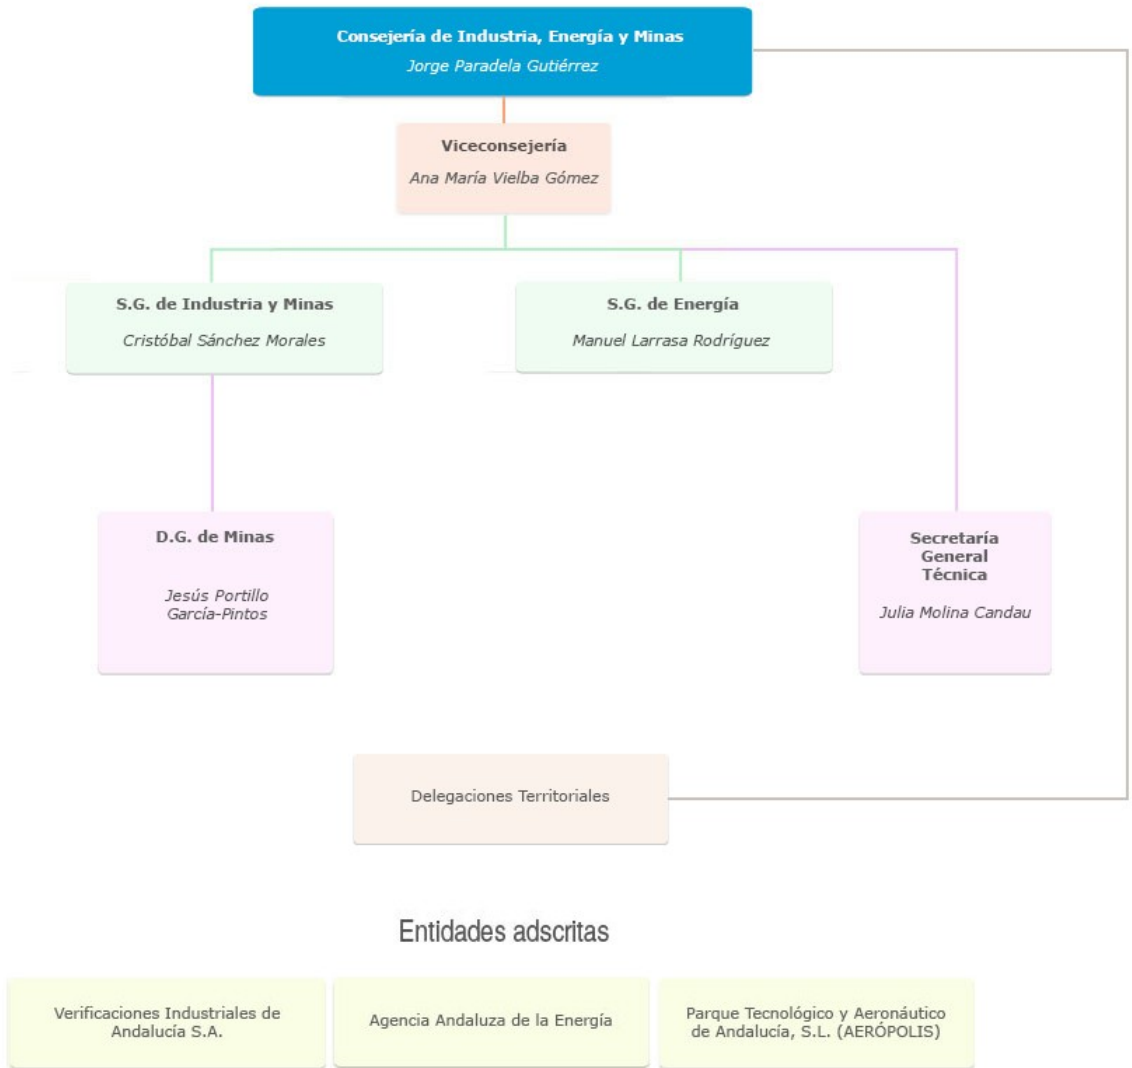 Consejería de Industria, Energía y Minas
Jorge Paradela Gutiérrez
Viceconsejería
Ana María Vielba Gómez
S.G. de Industria y Minas
Cristóbal Sánchez Morales
S.G. de Energía
Manuel Larrasa Rodríguez
D.G. de Minas
Jesús Portillo
García-Pintos
Secretaría
General
Técnica
Julia Molina Candau
Delegaciones Territoriales
Entidades adscritas
Verificaciones Industriales de
Andalucía S.A.
Agencia Andaluza de la Energía
Parque Tecnológico y Aeronáutico
de Andalucía, S.L. (AERÓPOLIS)